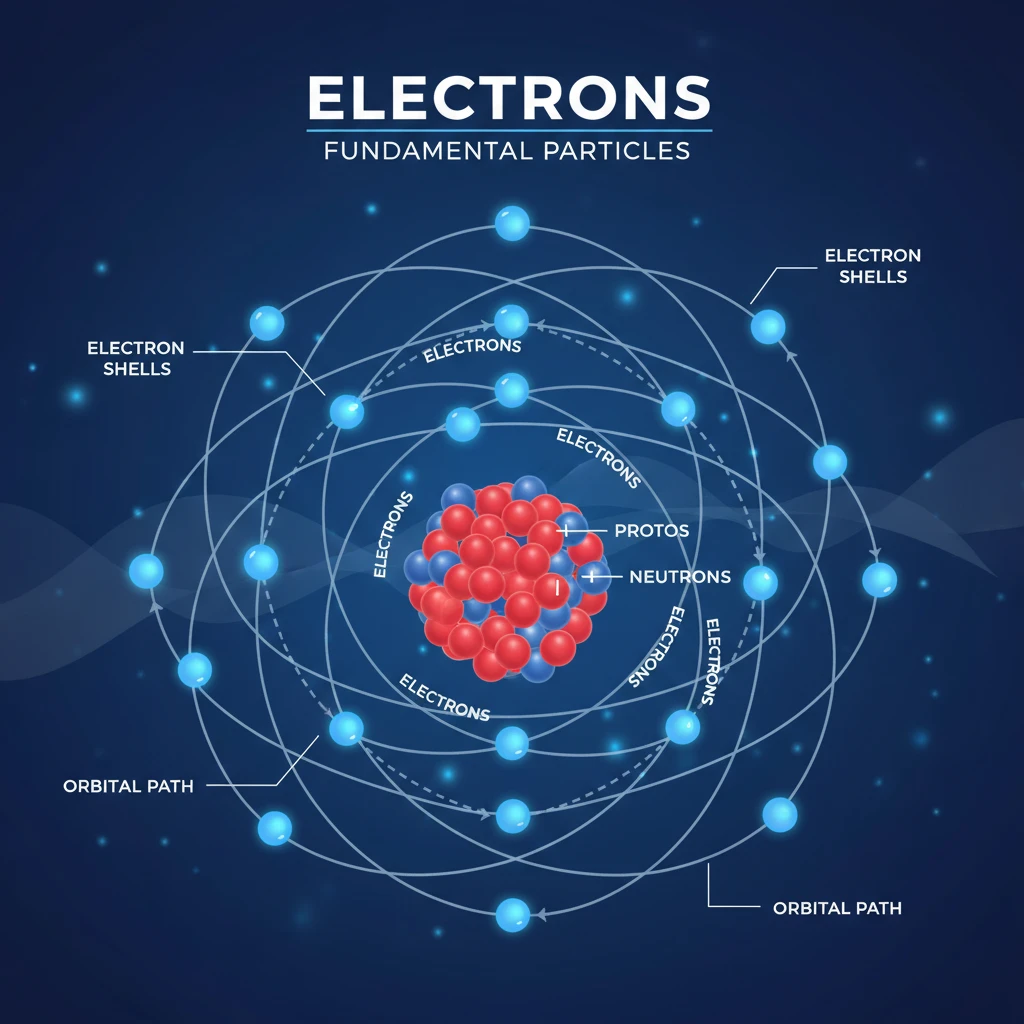 ELECTRONS
FUNDAMENTAL PARTICLES
ELECTRON
SHELLS
ELECTRON
SHELLS
ELECTRONS
ELECTRONS
ELECTRONS
PROTOS
NEUTRONS
ELECTRONS
ELECTRONS
ELECTRONS
ORBITAL PATH
ORBITAL PATH